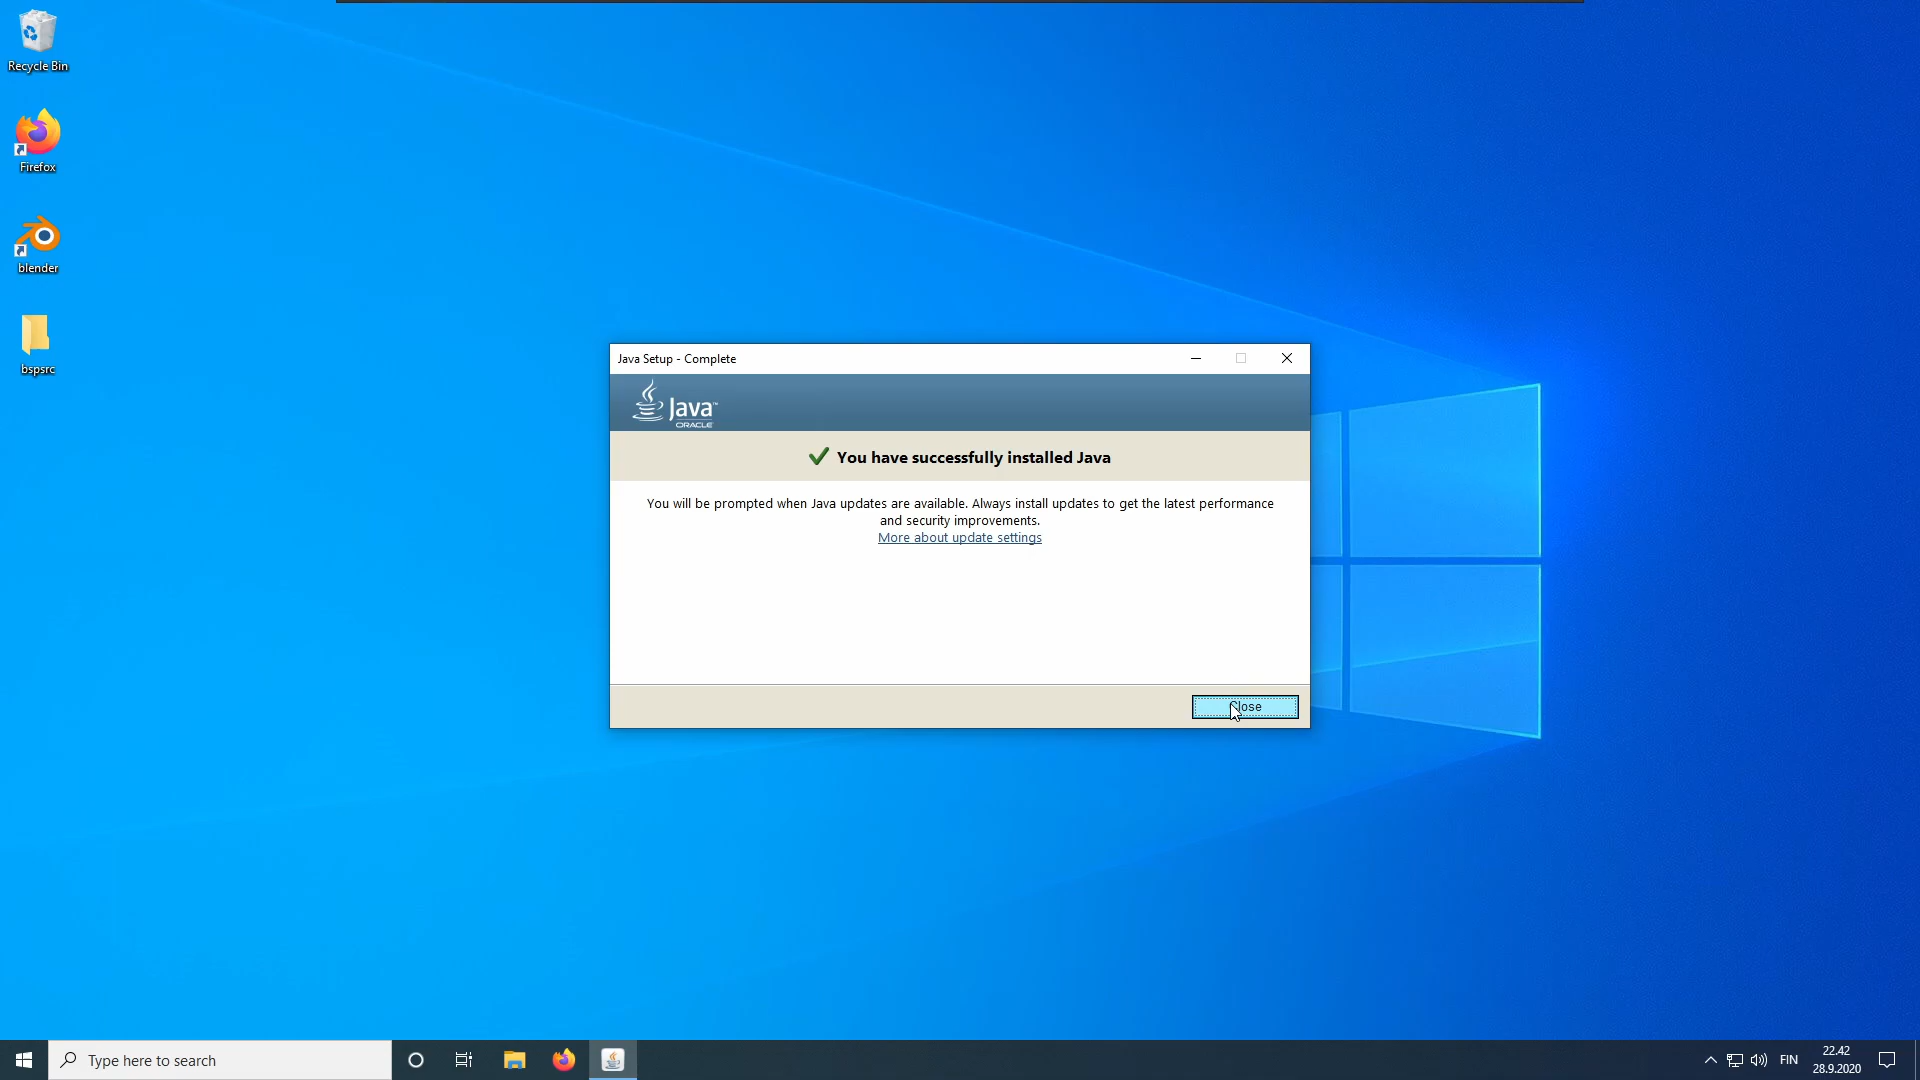 Recycle Bin
Firefox
blender
bspsrc
Java Setup - Complete
Java™
ORACLE
You have successfully installed Java
You will be prompted when Java updates are available. Always install updates to get the latest performance
and security improvements.
More about update settings
Close
Type here to search
FIN
22.42
28.9.2020